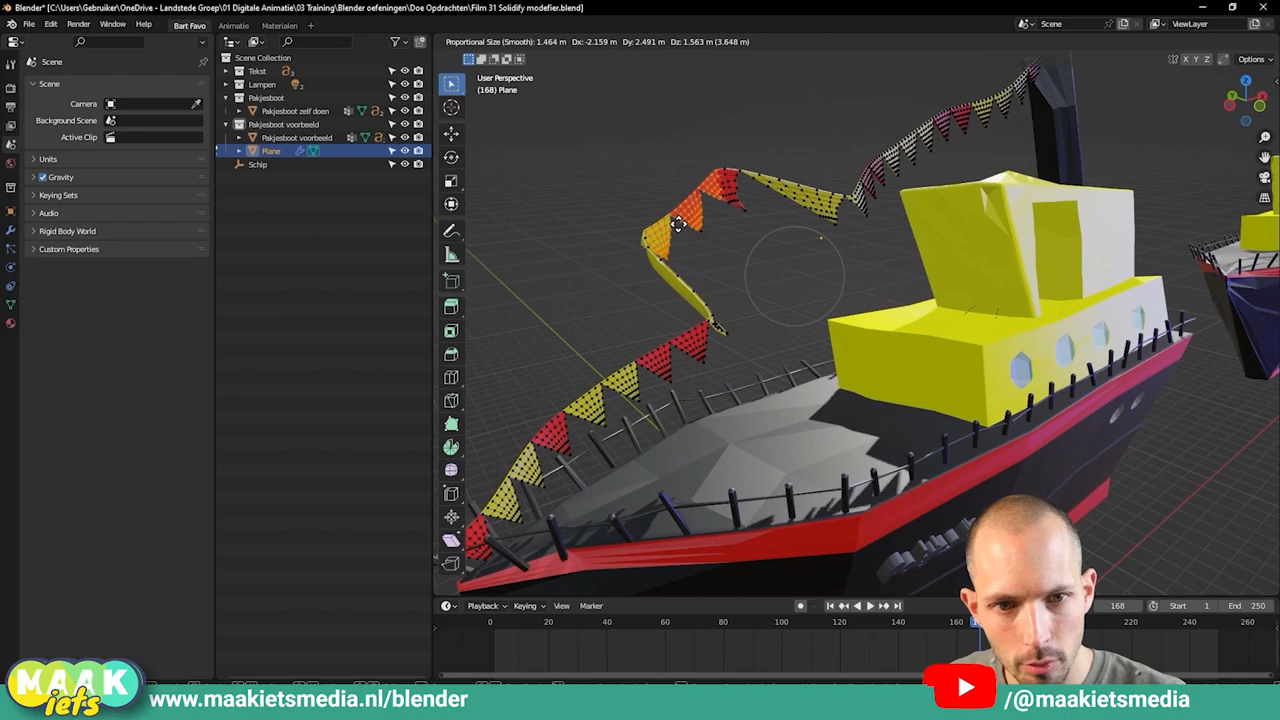 Blender* [C:\Users\Gebruiker\OneDrive - Landstede Groep\01 Digitale Animatie\03 Training\Blender oefeningen\Doe Opdrachten\Film 31 Solidify modefier.blend]
File Edit Render Window Help Bart Favo Animatie Materialen + Scene ViewLayer
Proportional Size (Smooth): 1.464 m Dx: -2.159 m Dy: 2.491 m Dz: 1.563 m (3.648 m)
Scene
Scene
Camera
Background Scene
Active Clip
Units
Gravity
Keying Sets
Audio
Rigid Body World
Custom Properties
Scene Collection
Tekst
Lampen
Pakjesboot
Pakjesboot zelf doen
Pakjesboot voorbeeld
Pakjesboot voorbeeld
Plane
Schip
X Y Z Options
User Perspective
(168) Plane
Z
Y X
Playback Keying View Marker 168 Start 1 End 250
0 20 40 60 80 100 120 140 160 220 240 260
MAAK
iets
www.maakietsmedia.nl/blender
/@maakietsmedia